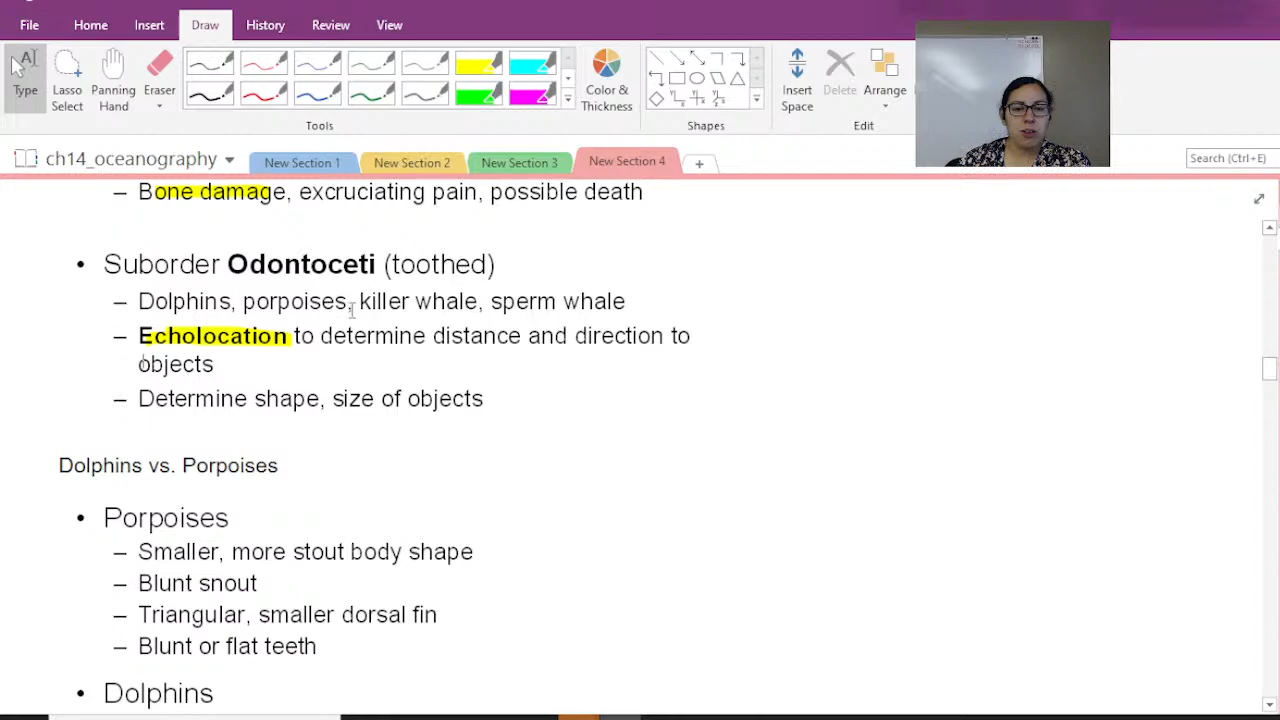 File Home Insert Draw History Review View
Type
Lasso Select
Panning Hand
Eraser
Color & Thickness
Insert Space
Delete
Arrange
Tools Shapes Edit
ch14_oceanography New Section 1 New Section 2 New Section 3 New Section 4 + Search (Ctrl+E)
– Bone damage, excruciating pain, possible death
• Suborder Odontoceti (toothed)
– Dolphins, porpoises, killer whale, sperm whale
– Echolocation to determine distance and direction to
objects
– Determine shape, size of objects
Dolphins vs. Porpoises
• Porpoises
– Smaller, more stout body shape
– Blunt snout
– Triangular, smaller dorsal fin
– Blunt or flat teeth
• Dolphins